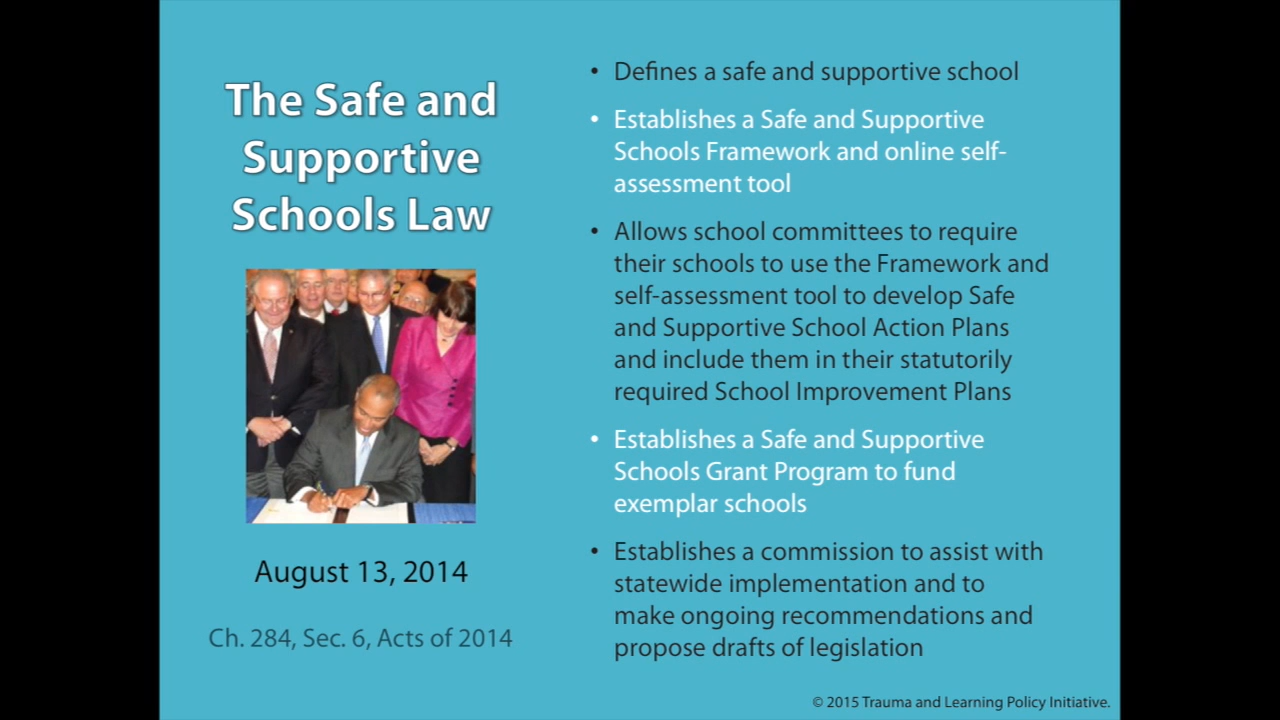 The Safe and
Supportive
Schools Law
August 13, 2014
Ch. 284, Sec. 6, Acts of 2014
• Defines a safe and supportive school
• Establishes a Safe and Supportive
Schools Framework and online self-
assessment tool
• Allows school committees to require
their schools to use the Framework and
self-assessment tool to develop Safe
and Supportive School Action Plans
and include them in their statutorily
required School Improvement Plans
• Establishes a Safe and Supportive
Schools Grant Program to fund
exemplar schools
• Establishes a commission to assist with
statewide implementation and to
make ongoing recommendations and
propose drafts of legislation
© 2015 Trauma and Learning Policy Initiative.